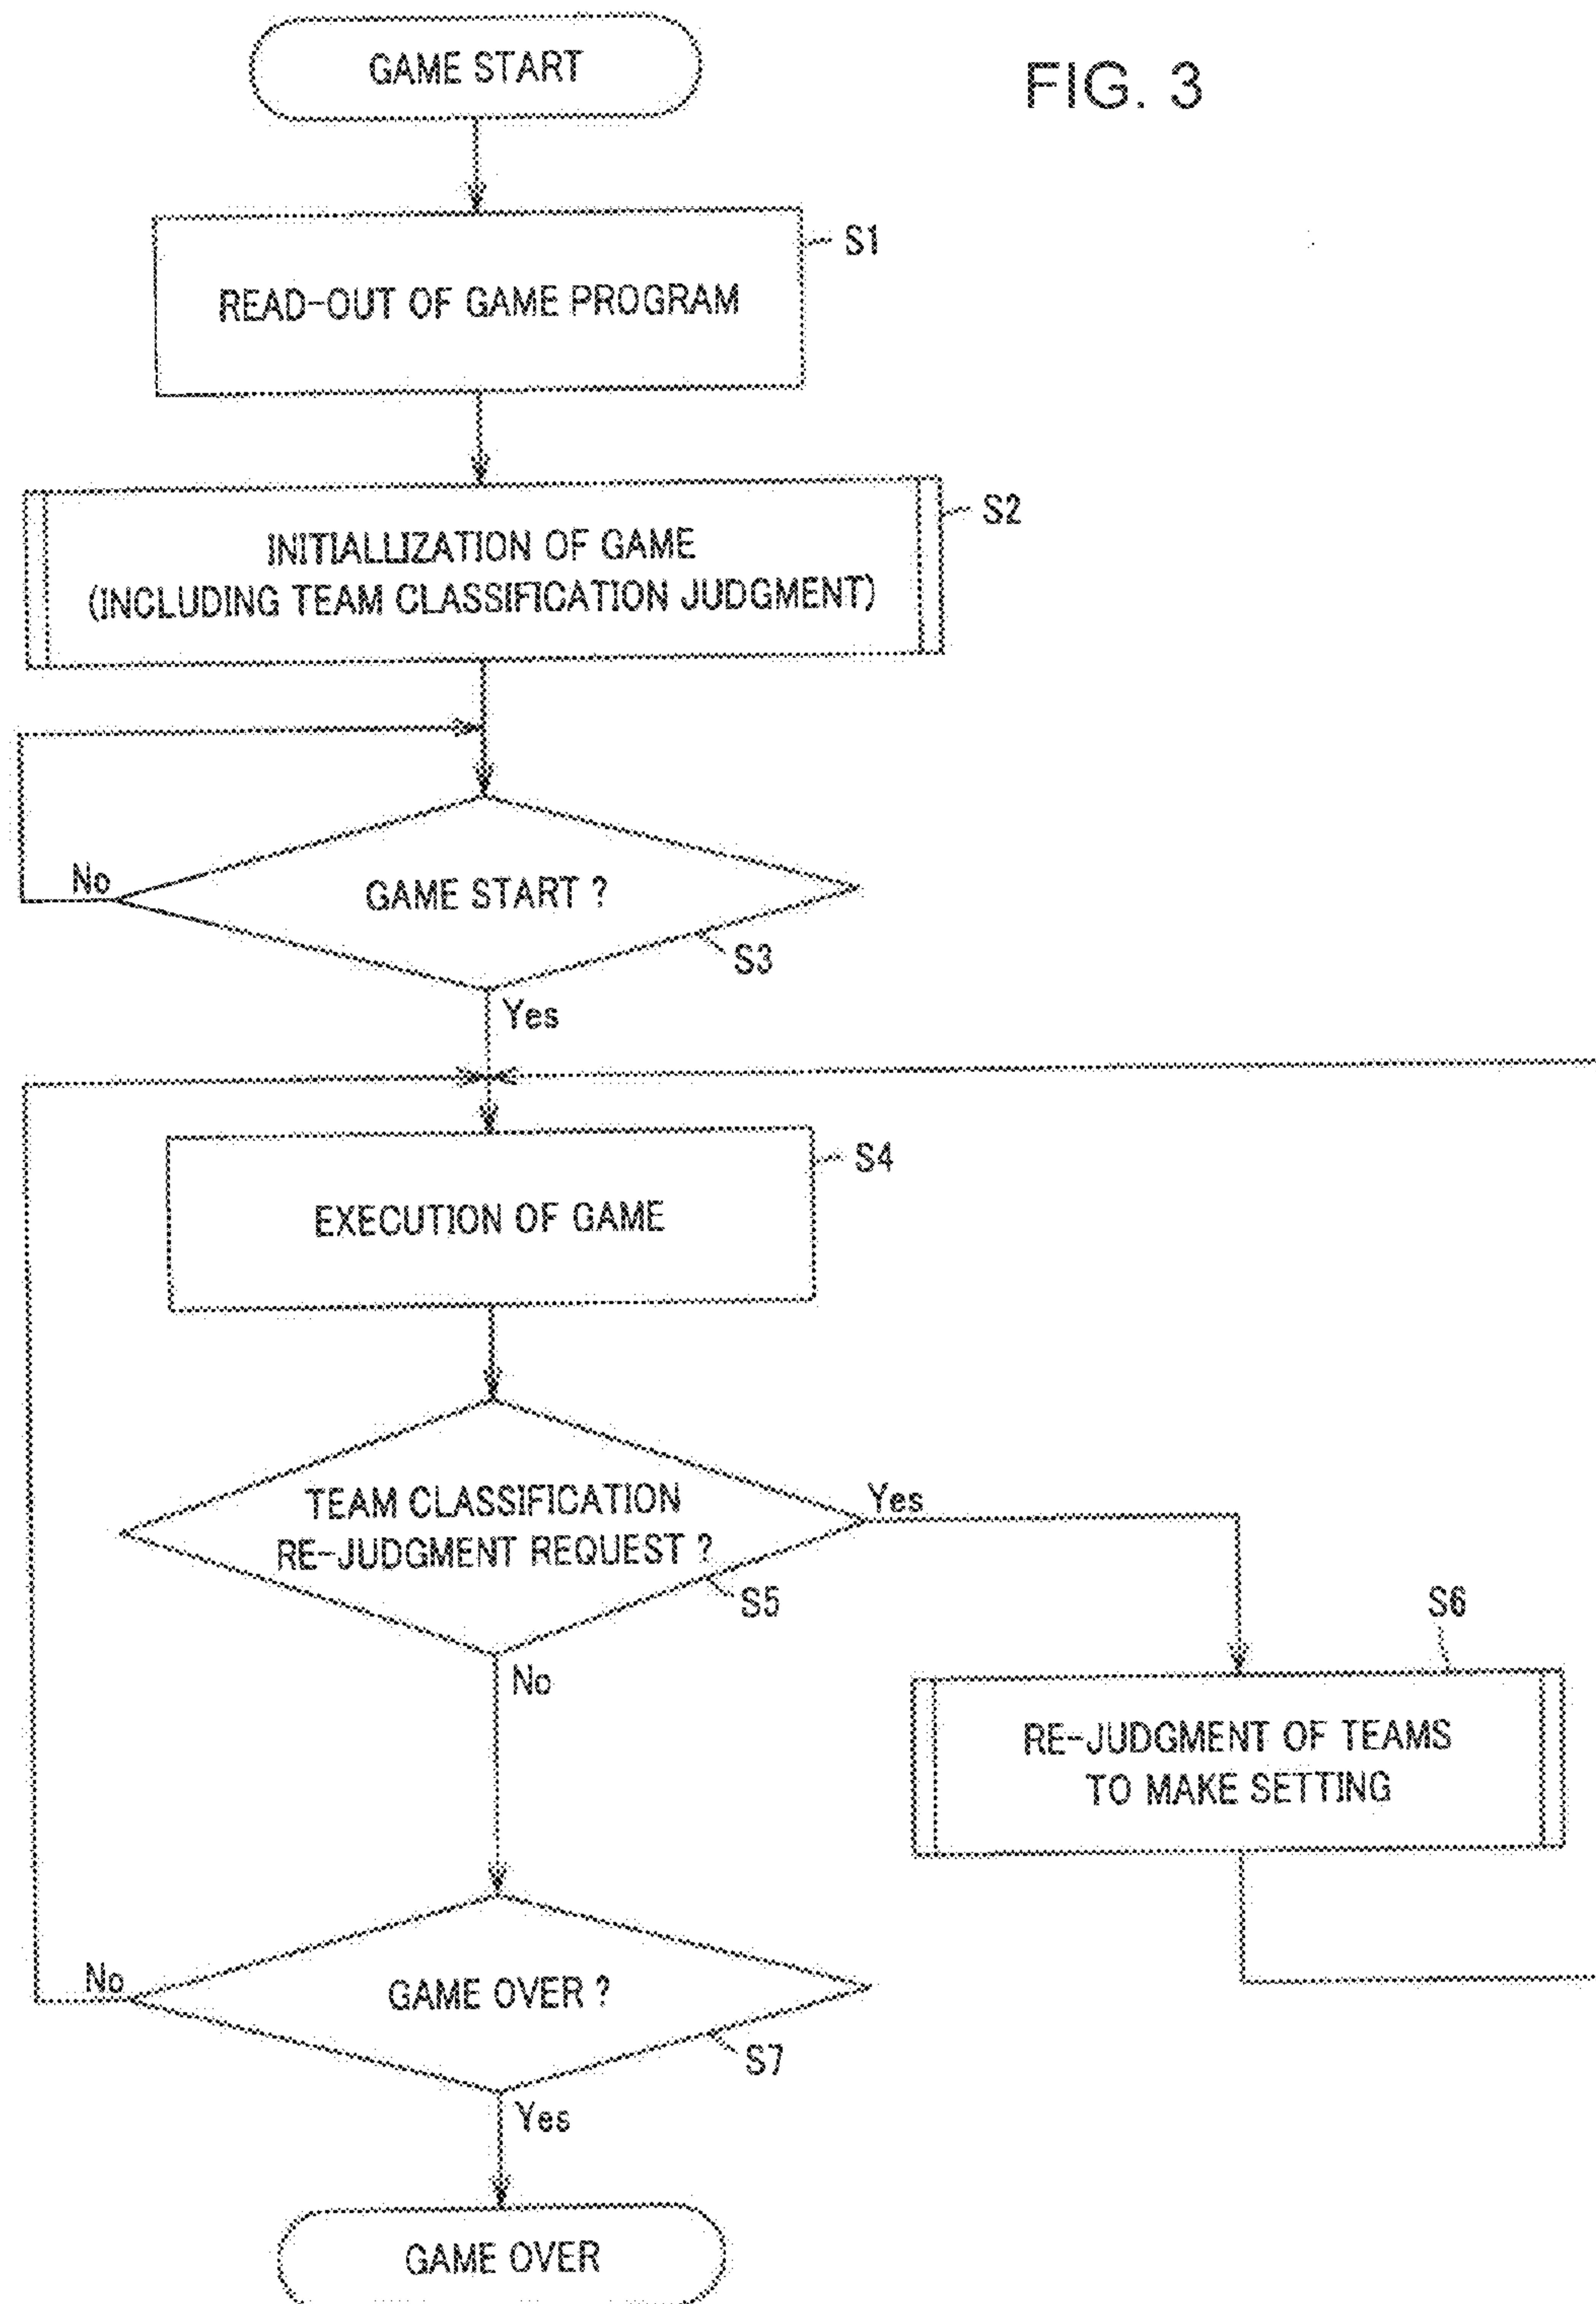 GAME START
FIG. 3
S1
READ-OUT OF GAME PROGRAM
S2
INITIALLIZATION OF GAME
(INCLUDING TEAM CLASSIFICATION JUDGMENT)
No
GAME START ?
S3
Yes
S4
EXECUTION OF GAME
TEAM CLASSIFICATION
RE-JUDGMENT REQUEST ?
Yes
S5
S6
No
RE-JUDGMENT OF TEAMS
TO MAKE SETTING
No
GAME OVER ?
S7
Yes
GAME OVER